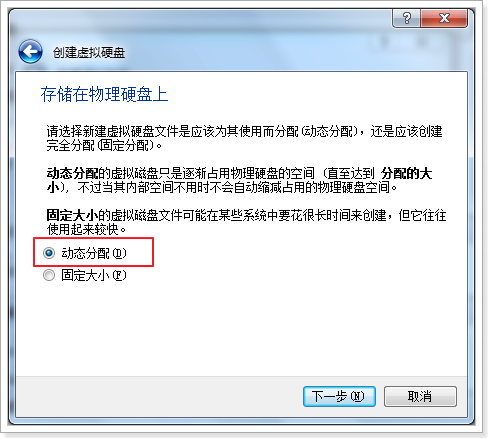 创建虚拟硬盘
存储在物理硬盘上
请选择新建虚拟硬盘文件是应该为其使用而分配(动态分配)，还是应该创建
完全分配(固定分配)。
动态分配的虚拟磁盘只是逐渐占用物理硬盘的空间（直至达到 分配的大
小），不过当其内部空间不用时不会自动缩减占用的物理硬盘空间。
固定大小的虚拟磁盘文件可能在某些系统中要花很长时间来创建，但它往往
使用起来较快。
动态分配(D)
固定大小(F)
下一步(N)
取消